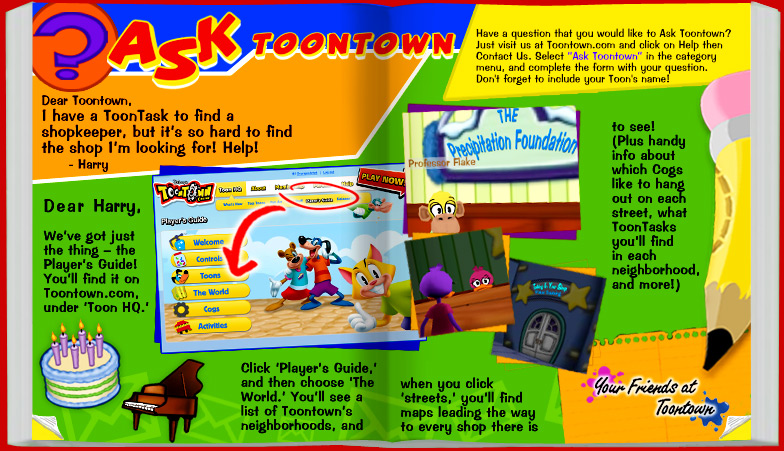 ?
ASK TOONTOWN
Have a question that you would like to Ask Toontown?
Just visit us at Toontown.com and click on Help then
Contact Us. Select "Ask Toontown" in the category
menu, and complete the form with your question.
Don't forget to include your Toon's name!
Dear Toontown,
I have a ToonTask to find a
shopkeeper, but it's so hard to find
the shop I'm looking for! Help!
- Harry
Dear Harry,
We've got just
the thing – the
Player's Guide!
You'll find it on
Toontown.com,
under 'Toon HQ.'
TOONTOWN
Toon HQ
About
Help
PLAY NOW!
Player's Guide
Player's Guide
Welcome
Controls
Toons
The World
Cogs
Activities
THE
Precipitation Foundation
Professor Flake
Click 'Player's Guide,'
and then choose 'The
World.' You'll see a
list of Toontown's
neighborhoods, and
when you click
'streets,' you'll find
maps leading the way
to every shop there is
to see!
(Plus handy
info about
which Cogs
like to hang
out on each
street, what
ToonTasks
you'll find
in each
neighborhood,
and more!)
Your Friends at
Toontown